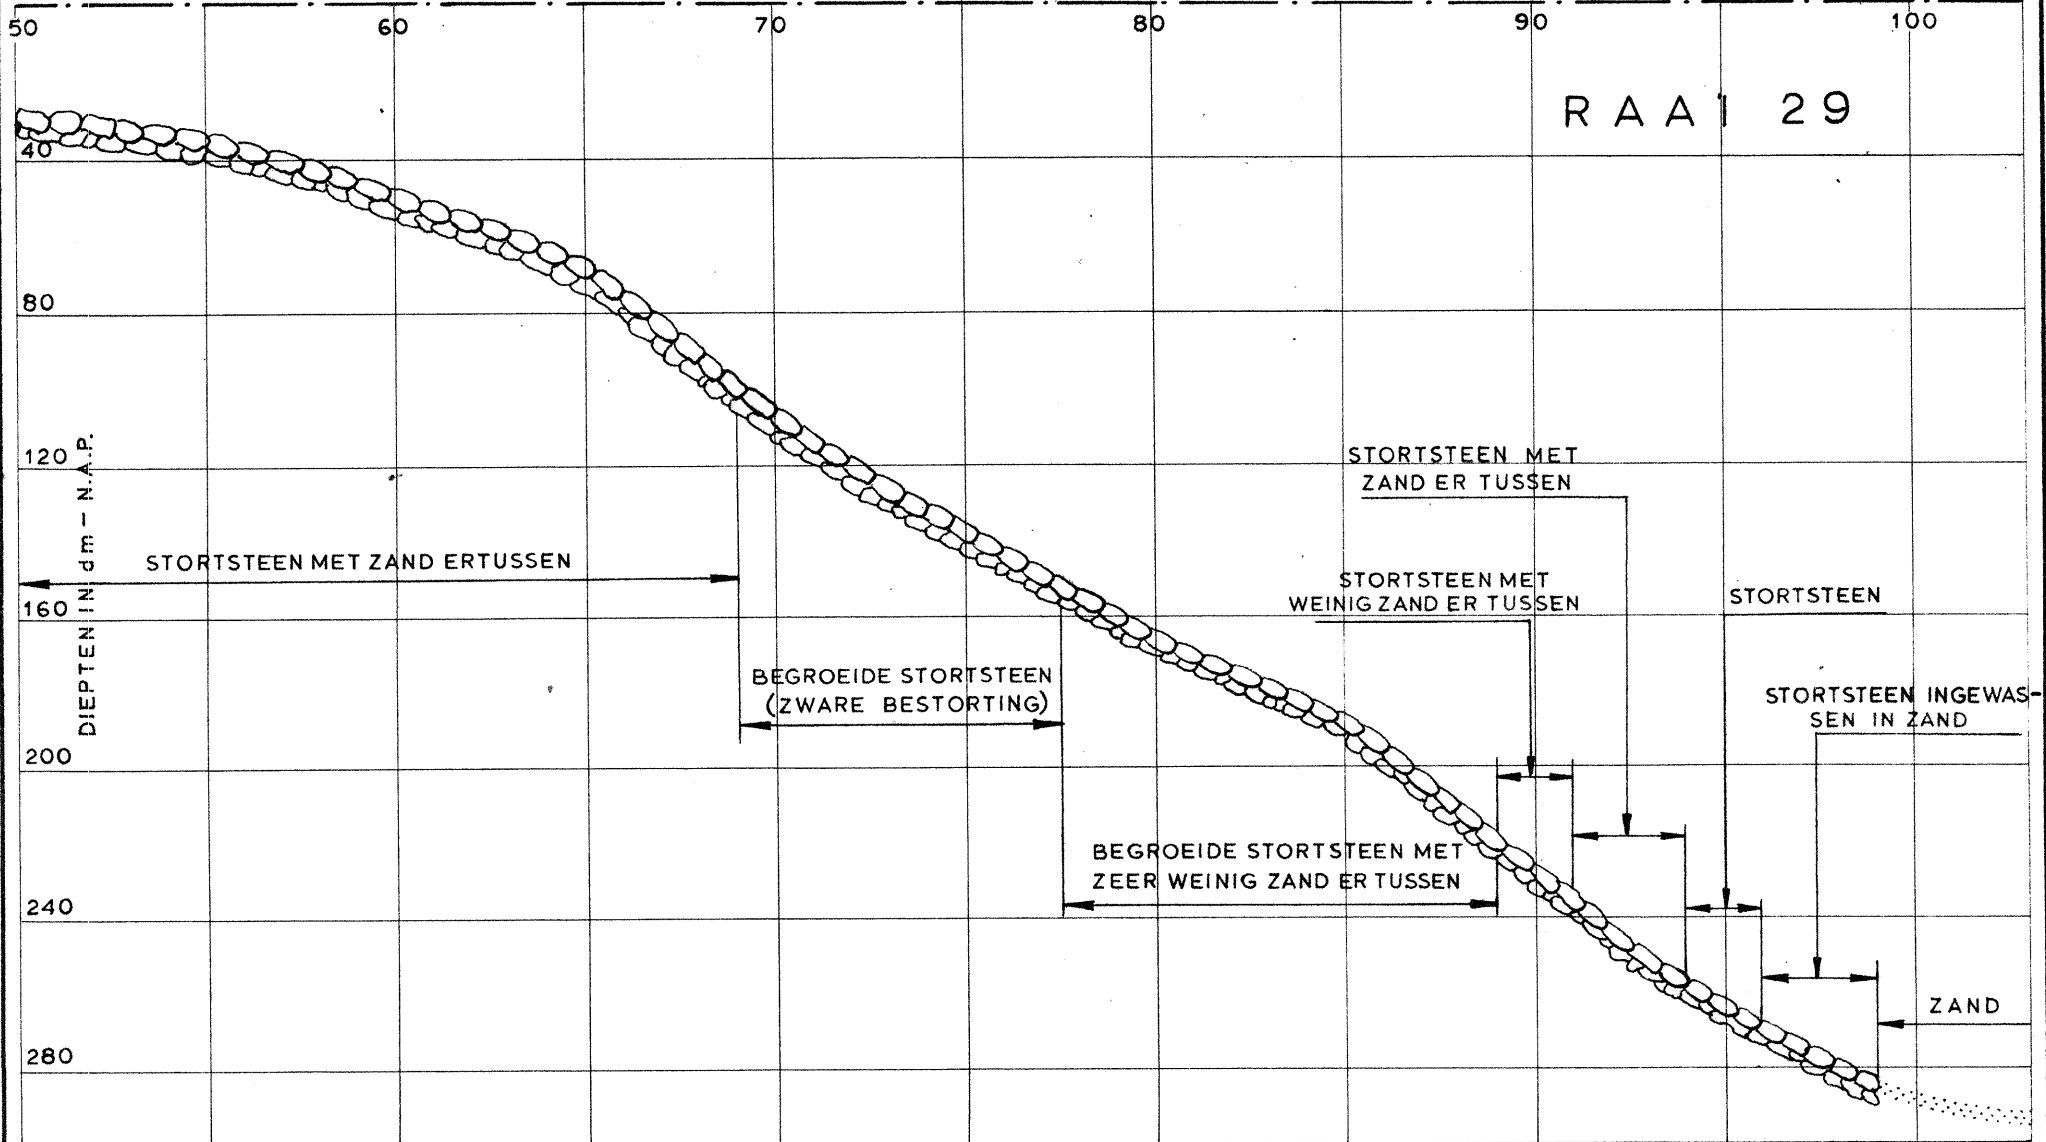 50 60 70 80 90 100
RAAI 29
40
80
120
160
200
240
280
DIEPTEN IN dm - N.A.P.
STORTSTEEN MET ZAND ERTUSSEN
BEGROEIDE STORTSTEEN
(ZWARE BESTORTING)
STORTSTEEN MET
ZAND ER TUSSEN
STORTSTEEN MET
WEINIG ZAND ER TUSSEN
STORTSTEEN
STORTSTEEN INGEWAS-
SEN IN ZAND
BEGROEIDE STORTSTEEN MET
ZEER WEINIG ZAND ER TUSSEN
ZAND